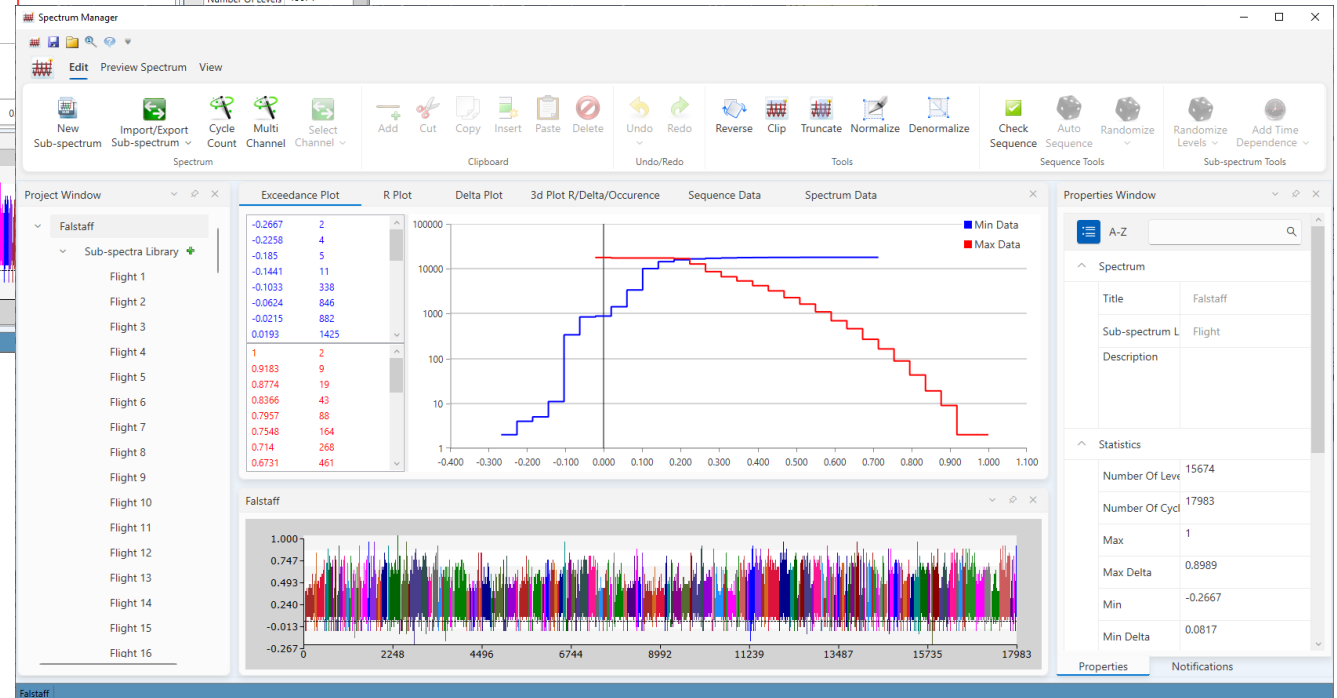 Number Of Levels 15674
Spectrum Manager
Edit Preview Spectrum View
New Sub-spectrum
Import/Export Sub-spectrum
Cycle Count
Multi Channel
Select Channel
Add Cut Copy Insert Paste Delete
Undo Redo
Reverse Clip Truncate Normalize Denormalize
Check Sequence
Auto Sequence
Randomize
Randomize Levels
Add Time Dependence
Spectrum Clipboard Undo/Redo Tools Sequence Tools Sub-spectrum Tools
Project Window
Falstaff
Sub-spectra Library
Flight 1
Flight 2
Flight 3
Flight 4
Flight 5
Flight 6
Flight 7
Flight 8
Flight 9
Flight 10
Flight 11
Flight 12
Flight 13
Flight 14
Flight 15
Flight 16
Exceedance Plot R Plot Delta Plot 3d Plot R/Delta/Occurence Sequence Data Spectrum Data
-0.2667 2
-0.2258 4
-0.185 5
-0.1441 11
-0.1033 338
-0.0624 846
-0.0215 882
0.0193 1425
1 2
0.9183 9
0.8774 19
0.8366 43
0.7957 88
0.7548 164
0.714 268
0.6731 461
Min Data
Max Data
100000
10000
1000
100
10
1
-0.400 -0.300 -0.200 -0.100 0.000 0.100 0.200 0.300 0.400 0.500 0.600 0.700 0.800 0.900 1.000 1.100
Falstaff
1.000
0.747
0.493
0.240
-0.013
-0.267
0 2248 4496 6744 8992 11239 13487 15735 17983
Properties Window
A-Z
Spectrum
Title Falstaff
Sub-spectrum L Flight
Description
Statistics
Number Of Leve 15674
Number Of Cycl 17983
Max 1
Max Delta 0.8989
Min -0.2667
Min Delta 0.0817
Properties Notifications
Falstaff